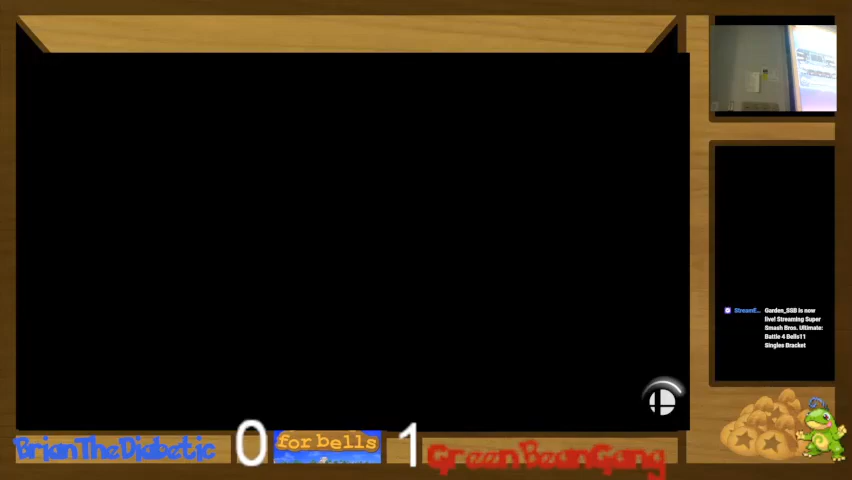 StreamE... Garden_SSB is now
live! Streaming Super
Smash Bros. Ultimate:
Battle 4 Bells11
Singles Bracket
BrianTheDiabetic 0 for bells 1 GreenBeanGang